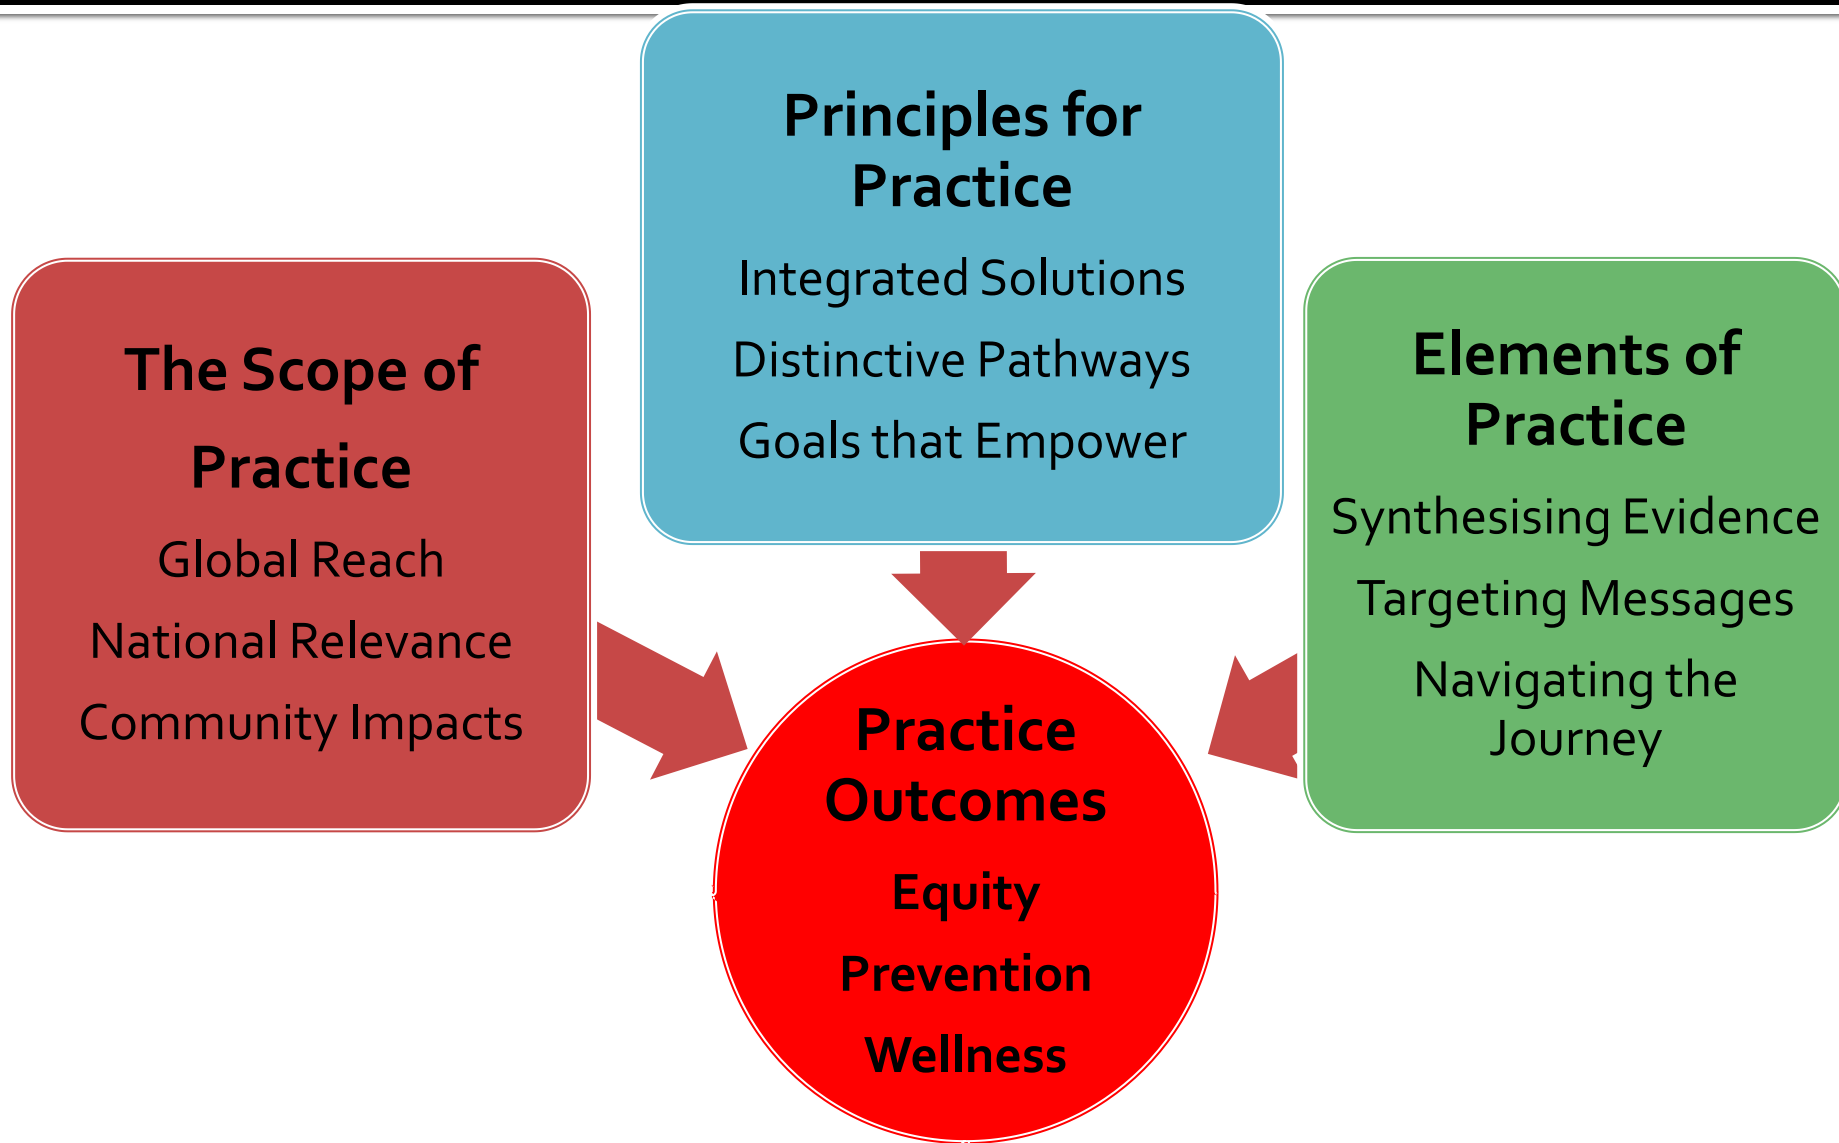 The Scope of
Practice
Global Reach
National Relevance
Community Impacts
Principles for
Practice
Integrated Solutions
Distinctive Pathways
Goals that Empower
Elements of
Practice
Synthesising Evidence
Targeting Messages
Navigating the
Journey
Practice
Outcomes
Equity
Prevention
Wellness